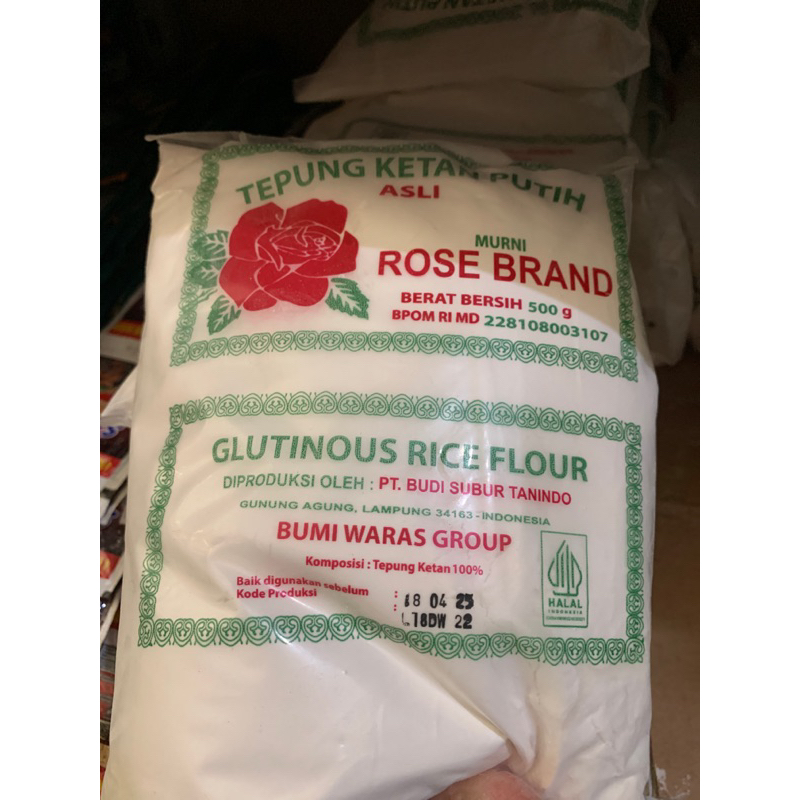 TEPUNG KETAN PUTIH
ASLI
MURNI
ROSE BRAND
BERAT BERSIH 500 g
BPOM RI MD 228108003107
GLUTINOUS RICE FLOUR
DIPRODUKSI OLEH : PT. BUDI SUBUR TANINDO
GUNUNG AGUNG, LAMPUNG 34163 - INDONESIA
BUMI WARAS GROUP
Komposisi : Tepung Ketan 100%
Baik digunakan sebelum : 18 04 25
Kode Produksi : L18DW 22
HALAL
INDONESIA